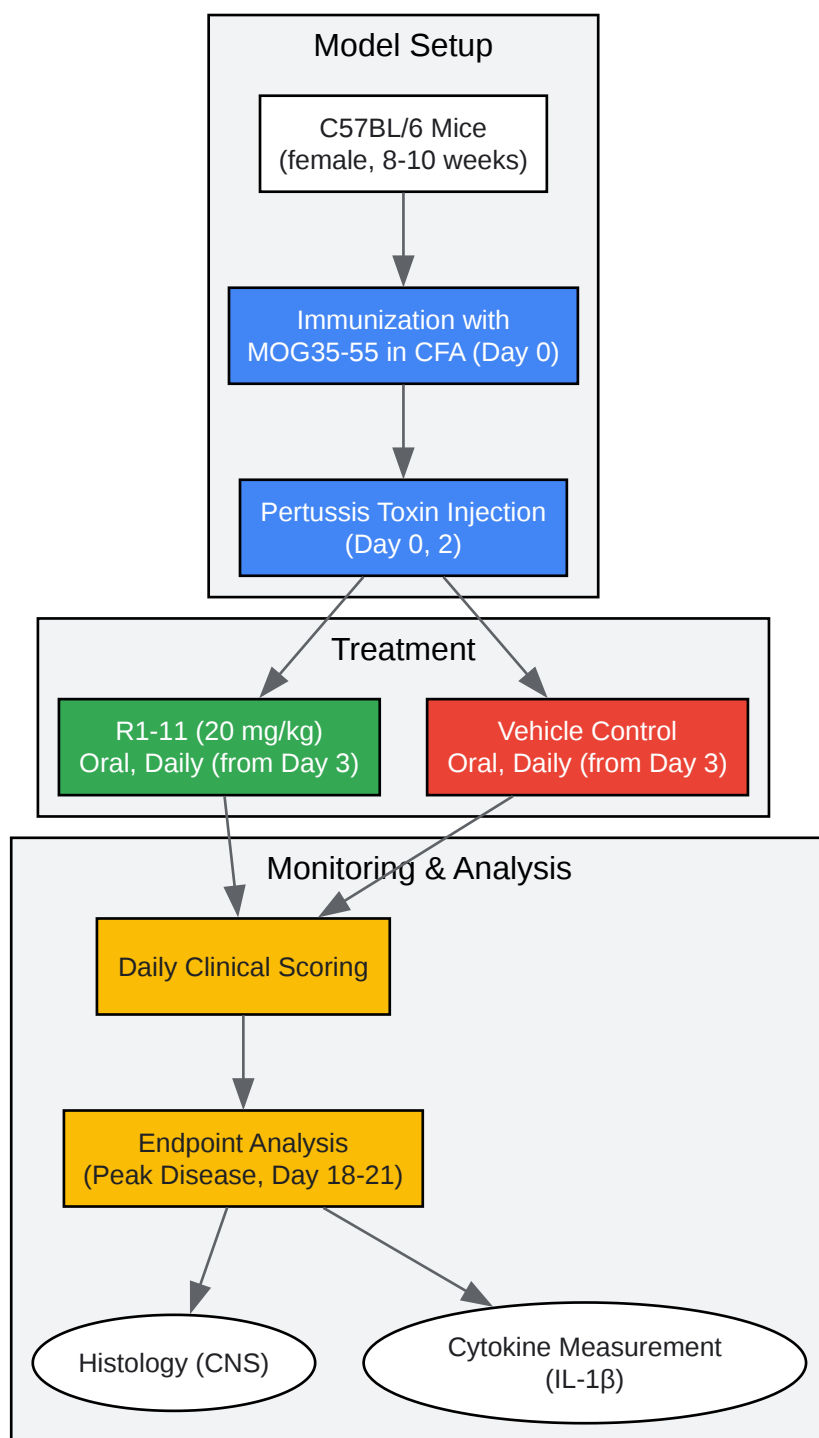 Model Setup
C57BL/6 Mice
(female, 8-10 weeks)
Immunization with
MOG35-55 in CFA (Day 0)
Pertussis Toxin Injection
(Day 0, 2)
Treatment
R1-11 (20 mg/kg)
Oral, Daily (from Day 3)
Vehicle Control
Oral, Daily (from Day 3)
Monitoring & Analysis
Daily Clinical Scoring
Endpoint Analysis
(Peak Disease, Day 18-21)
Histology (CNS)
Cytokine Measurement
(IL-1β)